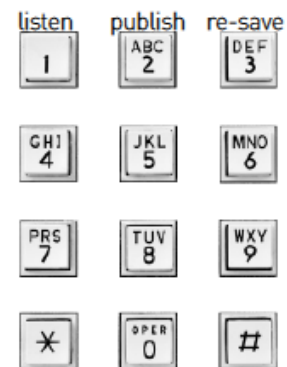 listen publish re-save
1 ABC 2 DEF 3
GHI 4 JKL 5 MNO 6
PRS 7 TUV 8 WXY 9
* OPER 0 #